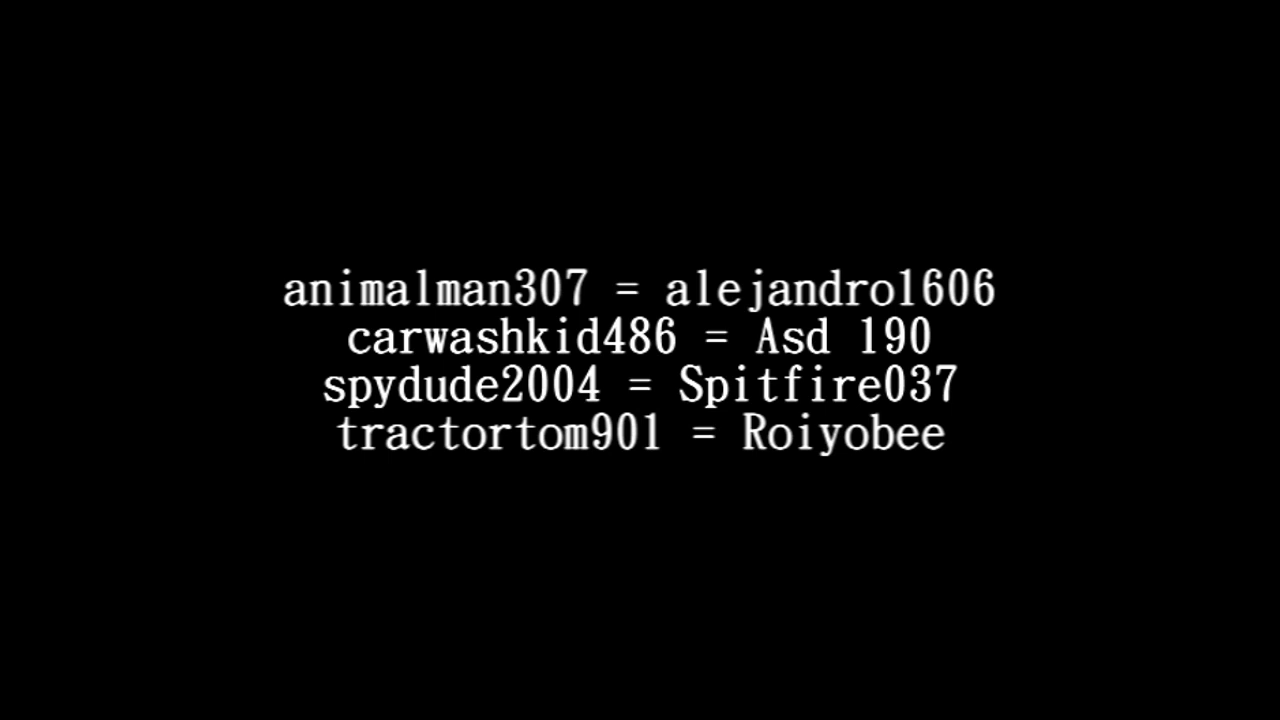 animalman307 = alejandro1606
carwashkid486 = Asd 190
spydude2004 = Spitfire037
tractortom901 = Roiyobee